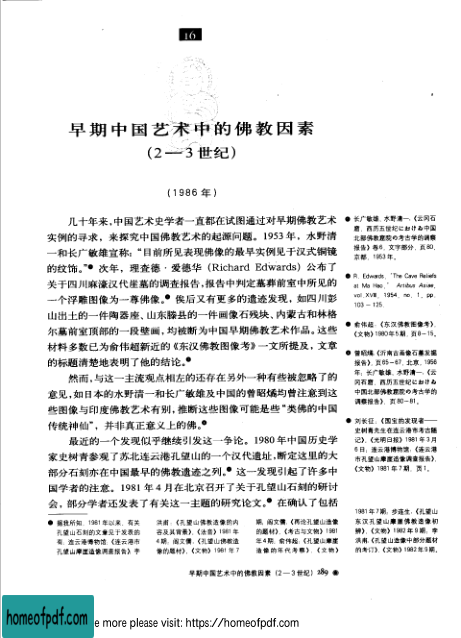 16
早期中国艺术中的佛教因素
(2—3世纪)
(1986年)
几十年来,中国艺术史学者一直都在试图通过对早期佛教艺术
实例的寻求,来探究中国佛教艺术的起源问题。1953年,水野清
一和长广敏雄宣称:“目前所见表现佛像的最早实例见于汉式铜镜
的纹饰。”● 次年,理查德·爱德华(Richard Edwards)公布了
关于四川麻濠汉代崖墓的调查报告,报告中判定墓葬前室中所见的
一个浮雕图像为一尊佛像。● 俟后又有更多的遗迹发现,如四川彭
山出土的一件陶器座、山东滕县的一件画像石残块、内蒙古和林格
尔墓前室顶部的一段壁画,均被断为中国早期佛教艺术作品。这些
材料多数已为俞伟超新近的《东汉佛教图像考》一文所提及,文章
的标题清楚地表明了他的结论。●
然而,与这一主流观点相左的还存在另外一种有些被忽略了的
意见,如日本的水野清一和长广敏雄及中国的曾昭燏均曾注意到这
些图像与印度佛教艺术有别,推断这些图像可能是些“类佛的中国
传统神仙”,并非真正意义上的佛。●
最近的一个发现似乎继续引发这一争论。1980年中国历史学
家史树青参观了苏北连云港孔望山的一个汉代遗址,断定这里的大
部分石刻亦在中国最早的佛教遗迹之列。● 这一发现引起了许多中
国学者的注意。1981年4月在北京召开了关于孔望山石刻的研讨
会,部分学者还发表了有关这一主题的研究论文。● 在确认了包括
● 长广敏雄、水野清一:《云冈石
窟,西历五世纪における中国
北部佛教窟院の考古学的调察
报告》卷6,文字部分,页80,
京都,1953年。
● R. Edwards, "The Cave Reliefs
at Ma Hao," Artibus Asiae,
vol. XVII, 1954, no. 1, pp.
103-125.
● 俞伟超:《东汉佛教图像考》,
《文物》1980年5期,页8-15。
● 曾昭燏:《沂南古画像石墓发掘
报告》,页65-67,北京,1956
年;长广敏雄、水野清一:《云
冈石窟,西历五世纪における
中国北部佛教窟院の考古学的
调察报告》,页80-81。
● 刘长征:《国宝的发现者——
史树青先生在连云港市考古随
记》,《光明日报》1981年3月
6日;连云港博物馆:《连云港
市孔望山摩崖造像调查报告》,
《文物》1981年7期,页1。
● 据我所知,1981年以来,有关
孔望山石刻的文章见于发表的
有:连云港博物馆:《连云港市
孔望山摩崖造像调查报告》李
洪甫:《孔望山佛教造像的内
容及其背景》,《法音》1981年
4期,阎文儒:《孔望山佛教造
像的题材》,《文物》1981年7
期,阎文儒:《再论孔望山造像
的题材》,《考古与文物》1981
年4期,俞伟超:《孔望山摩崖
造像的年代考察》,《文物》
1981年7期,步连生:《孔望山
东汉摩崖佛教造像初
辨》,《文物》1982年9期,李
洪甫:《孔望山造像中部分题材
的考订》,《文物》1982年9期。
早期中国艺术中的佛教因素(2—3世纪) 289 ●
homeofpdf.com
e more please visit: https://homeofpdf.com